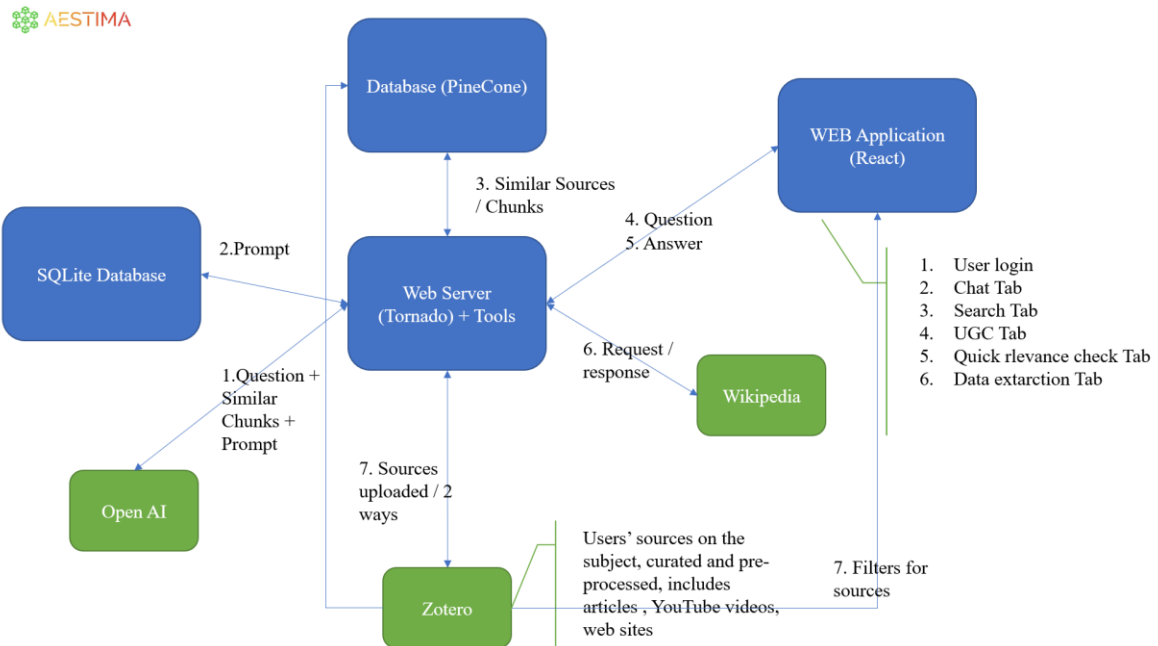 AESTIMA
Database (PineCone)
WEB Application
(React)
3. Similar Sources
/ Chunks
4. Question
5. Answer
2.Prompt
SQLite Database
Web Server
(Tornado) + Tools
1. User login
2. Chat Tab
3. Search Tab
4. UGC Tab
5. Quick rlevance check Tab
6. Data extarction Tab
6. Request /
response
Wikipedia
1.Question +
Similar
Chunks +
Prompt
Open AI
7. Sources
uploaded / 2
ways
Zotero
Users’ sources on the
subject, curated and pre-
processed, includes
articles , YouTube videos,
web sites
7. Filters for
sources